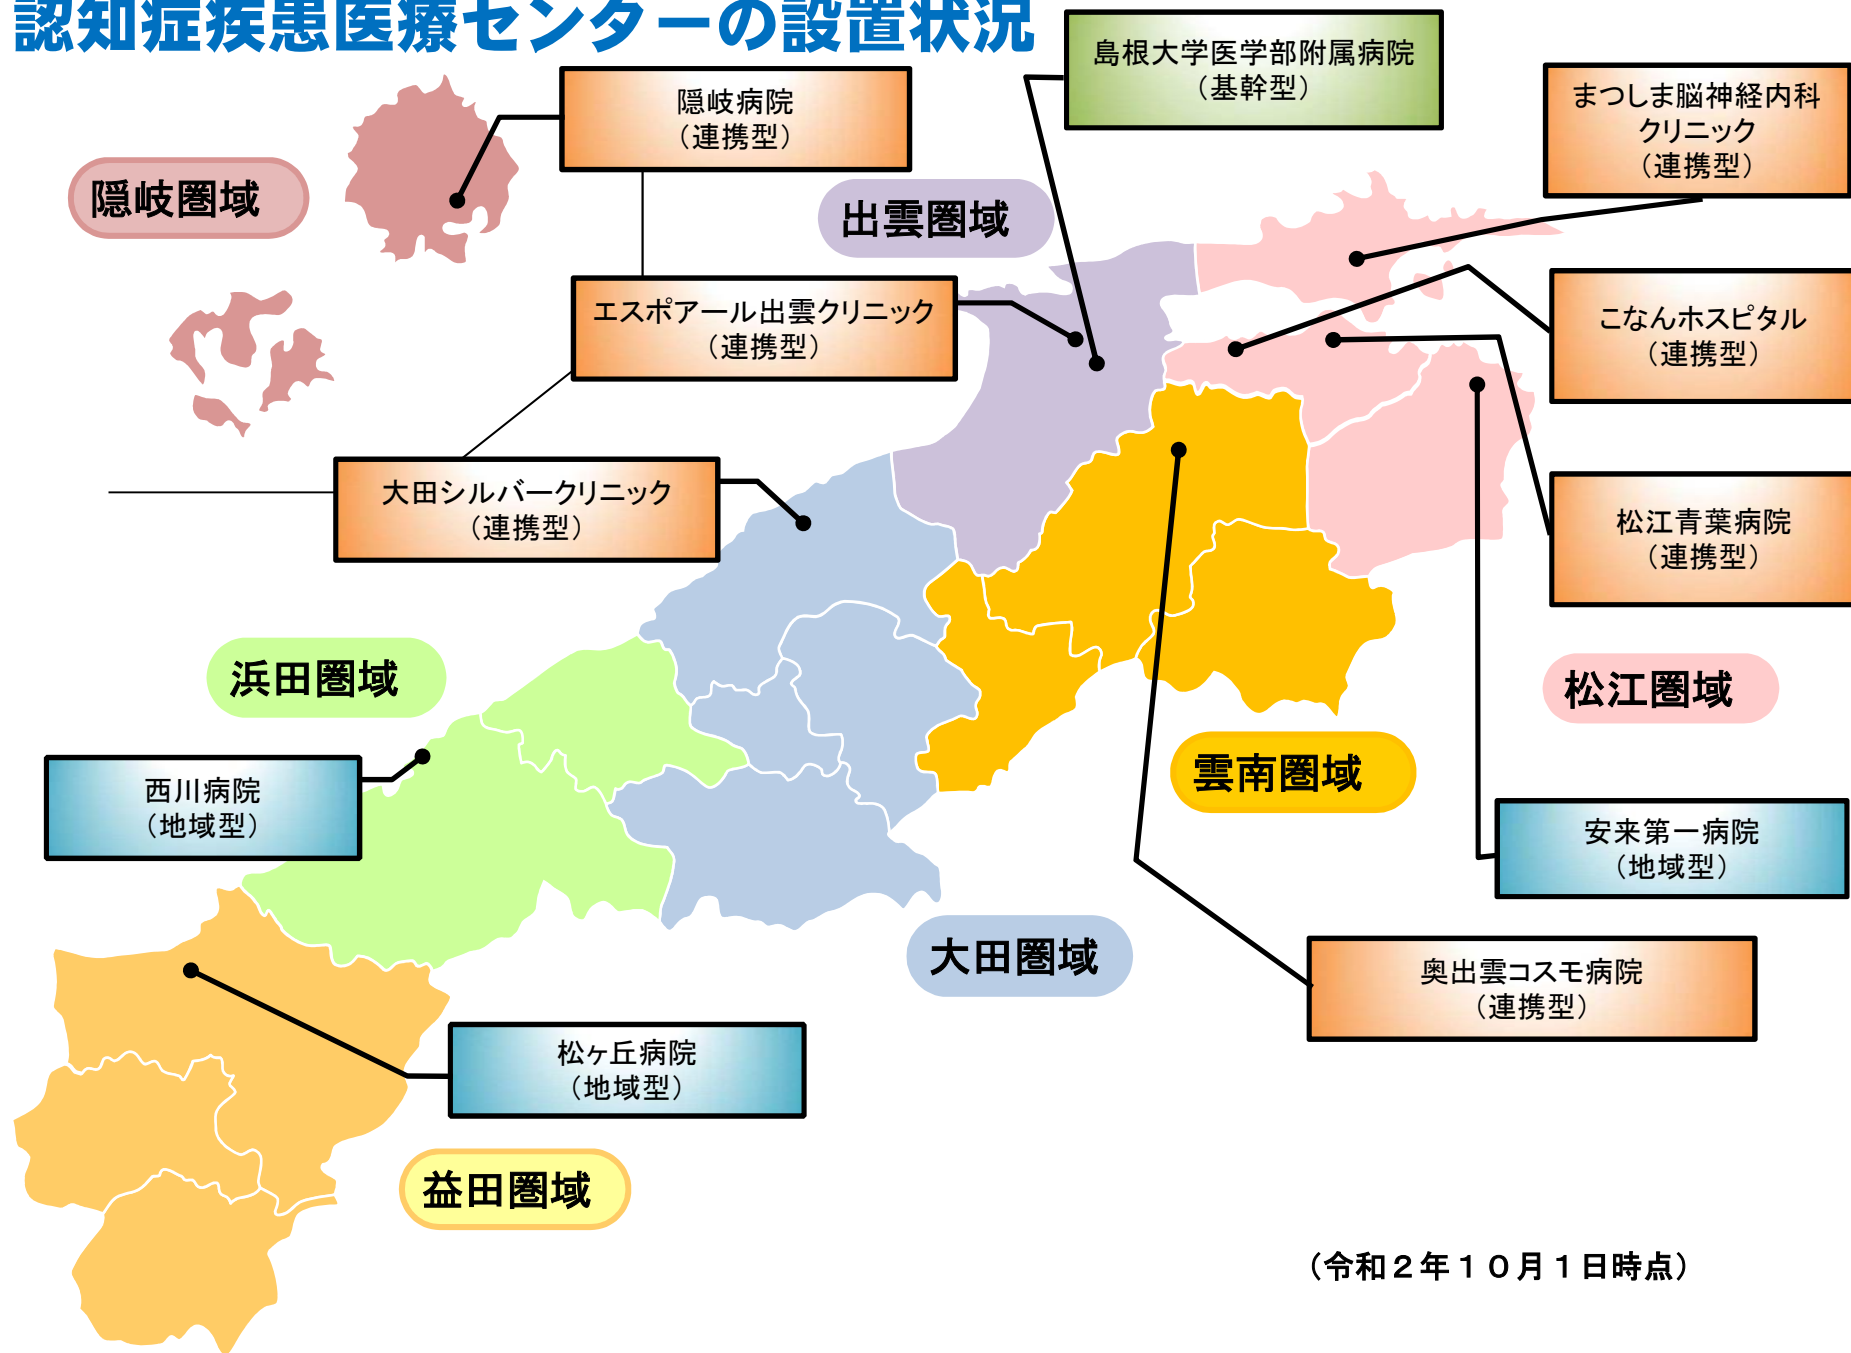 認知症疾患医療センターの設置状況
島根大学医学部附属病院
（基幹型）
隠岐病院
（連携型）
まつしま脳神経内科
クリニック
（連携型）
隠岐圏域
出雲圏域
エスポアール出雲クリニック
（連携型）
こなんホスピタル
（連携型）
大田シルバークリニック
（連携型）
松江青葉病院
（連携型）
浜田圏域
松江圏域
雲南圏域
西川病院
（地域型）
安来第一病院
（地域型）
大田圏域
奥出雲コスモ病院
（連携型）
松ヶ丘病院
（地域型）
益田圏域
（令和２年１０月１日時点）